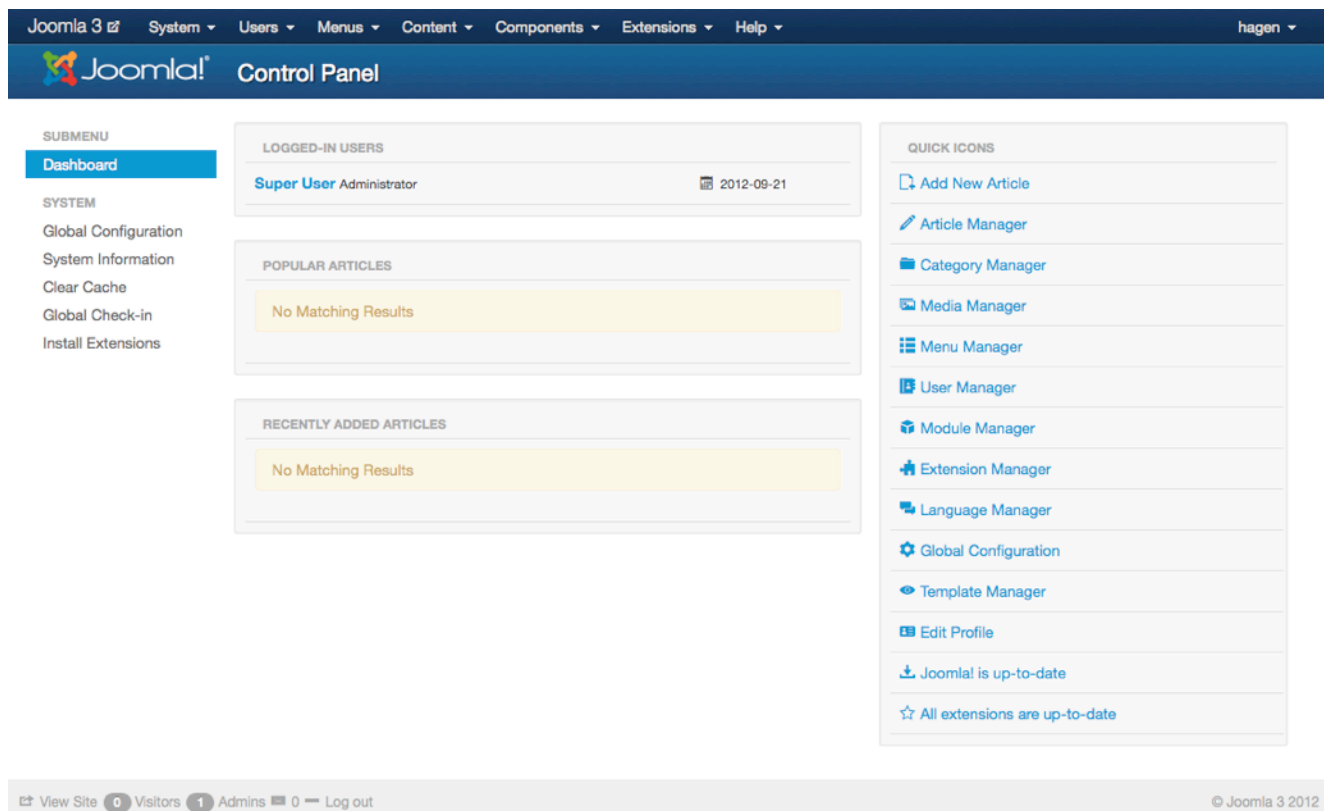 Joomla 3 System Users Menus Content Components Extensions Help hagen
Joomla!® Control Panel
SUBMENU
Dashboard
SYSTEM
Global Configuration
System Information
Clear Cache
Global Check-in
Install Extensions
LOGGED-IN USERS
Super User Administrator 2012-09-21
POPULAR ARTICLES
No Matching Results
RECENTLY ADDED ARTICLES
No Matching Results
QUICK ICONS
Add New Article
Article Manager
Category Manager
Media Manager
Menu Manager
User Manager
Module Manager
Extension Manager
Language Manager
Global Configuration
Template Manager
Edit Profile
Joomla! is up-to-date
All extensions are up-to-date
View Site 0 Visitors 1 Admins 0 Log out © Joomla 3 2012